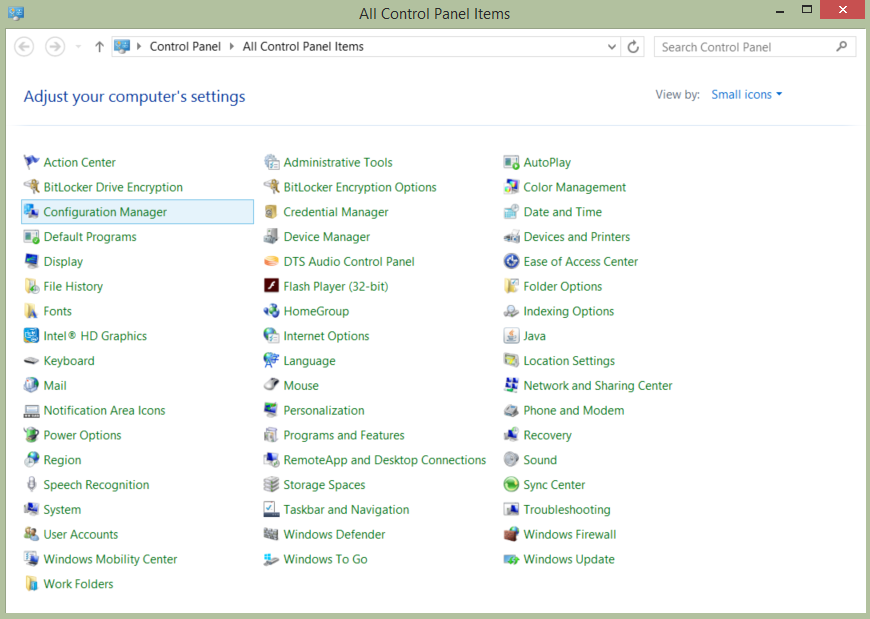 All Control Panel Items
Control Panel All Control Panel Items
Search Control Panel
Adjust your computer's settings
View by: Small icons
Action Center Administrative Tools AutoPlay
BitLocker Drive Encryption BitLocker Encryption Options Color Management
Configuration Manager Credential Manager Date and Time
Default Programs Device Manager Devices and Printers
Display DTS Audio Control Panel Ease of Access Center
File History Flash Player (32-bit) Folder Options
Fonts HomeGroup Indexing Options
Intel® HD Graphics Internet Options Java
Keyboard Language Location Settings
Mail Mouse Network and Sharing Center
Notification Area Icons Personalization Phone and Modem
Power Options Programs and Features Recovery
Region RemoteApp and Desktop Connections Sound
Speech Recognition Storage Spaces Sync Center
System Taskbar and Navigation Troubleshooting
User Accounts Windows Defender Windows Firewall
Windows Mobility Center Windows To Go Windows Update
Work Folders